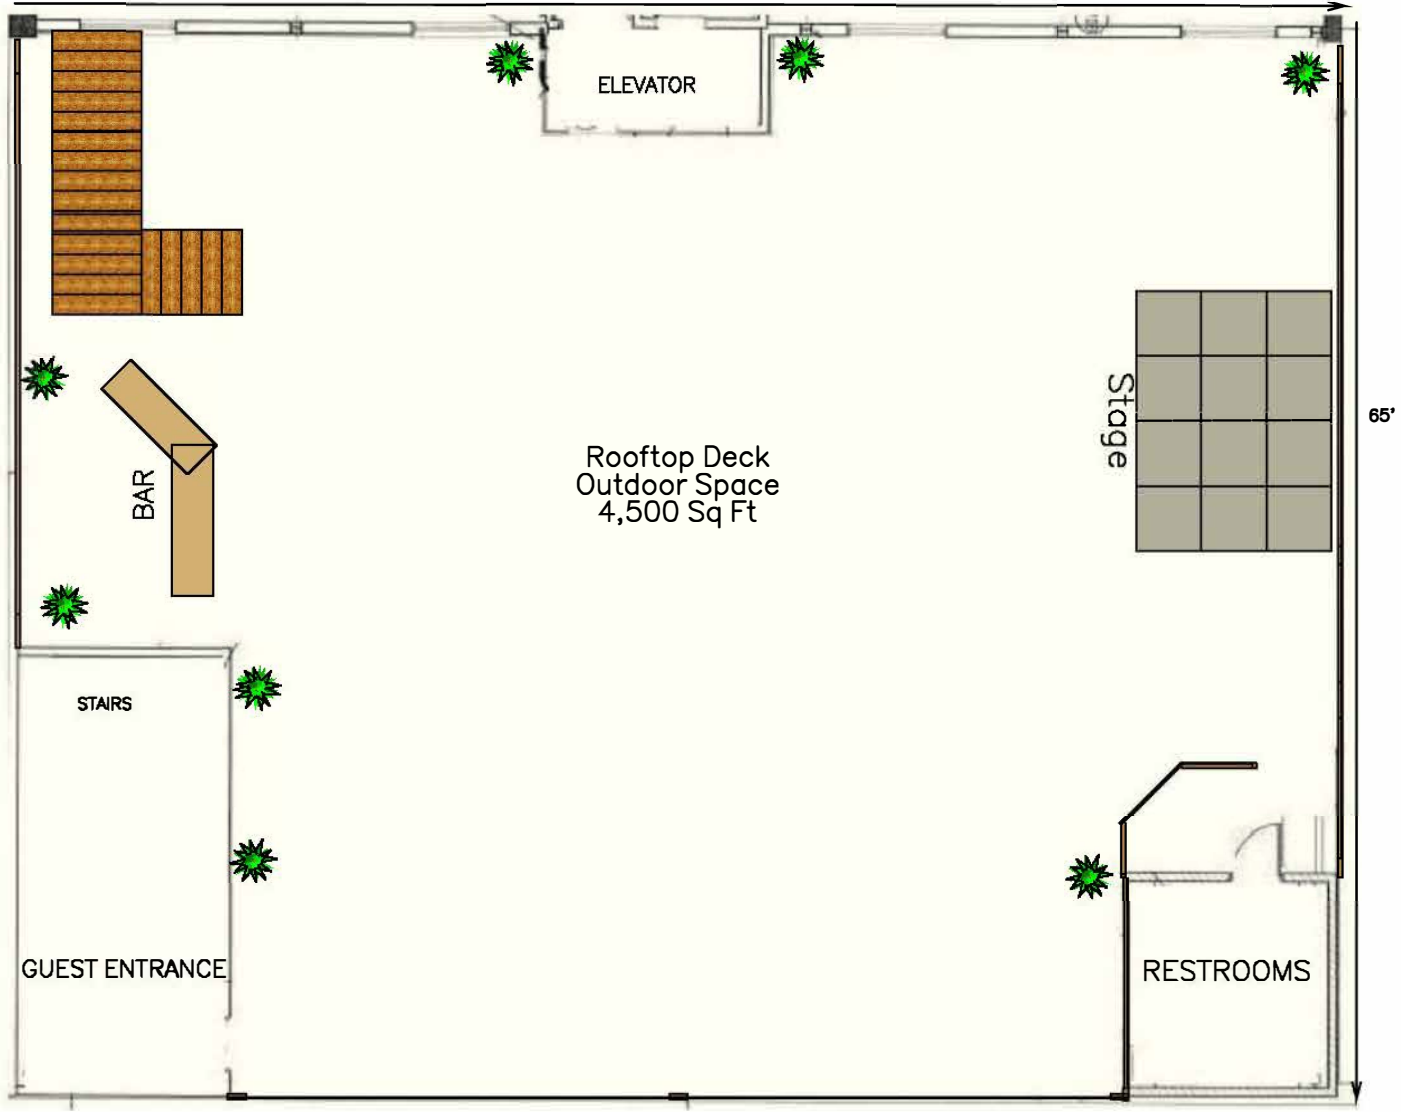 ELEVATOR
Stage
65'
Rooftop Deck
Outdoor Space
4,500 Sq Ft
BAR
STAIRS
GUEST ENTRANCE
RESTROOMS